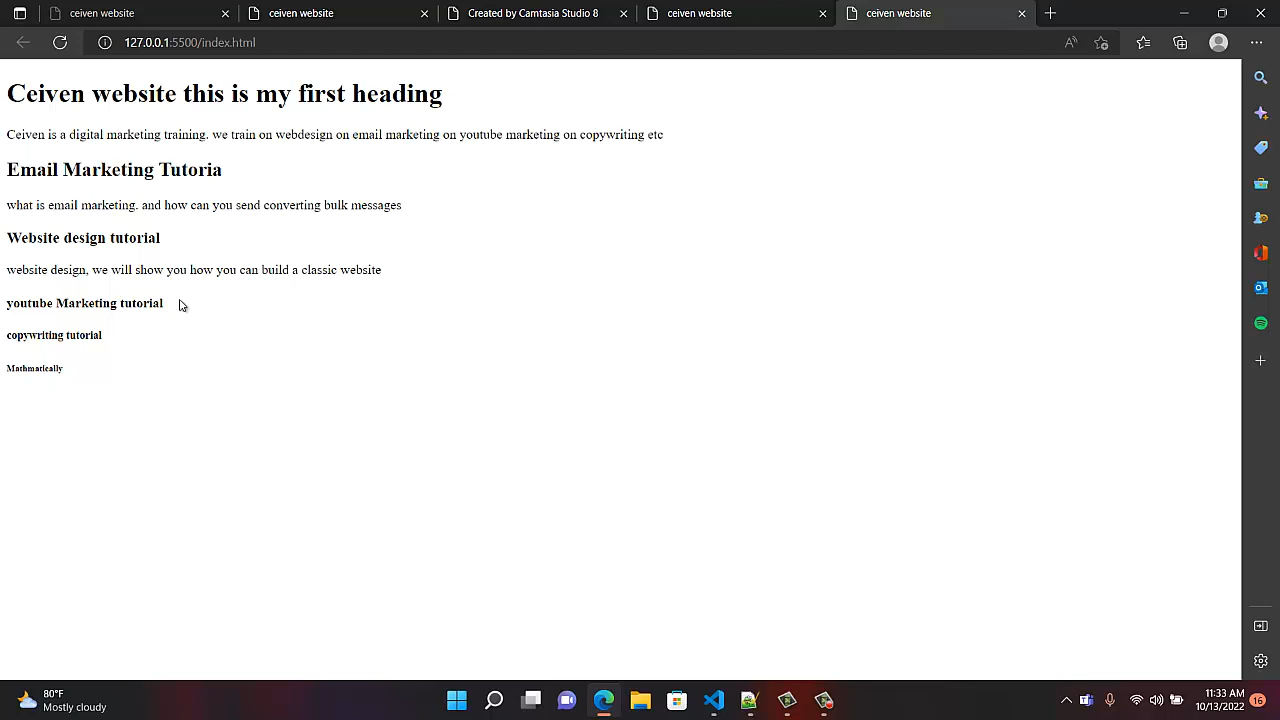 ceiven website
ceiven website
Created by Camtasia Studio 8
ceiven website
ceiven website
127.0.0.1:5500/index.html
Ceiven website this is my first heading
Ceiven is a digital marketing training. we train on webdesign on email marketing on youtube marketing on copywriting etc
Email Marketing Tutoria
what is email marketing. and how can you send converting bulk messages
Website design tutorial
website design, we will show you how you can build a classic website
youtube Marketing tutorial
copywriting tutorial
Mathmatically
80°F
Mostly cloudy
11:33 AM
10/13/2022
16